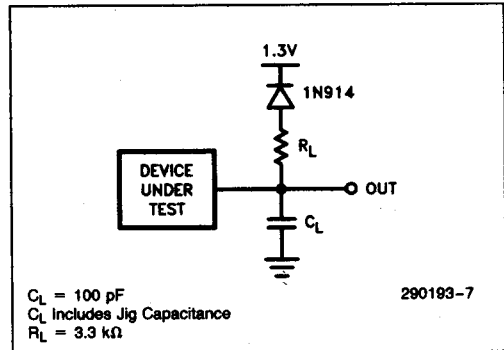 1.3V
1N914
R_L
DEVICE
UNDER
TEST
OUT
C_L
C_L = 100 pF
C_L Includes Jig Capacitance
R_L = 3.3 kΩ
290193-7